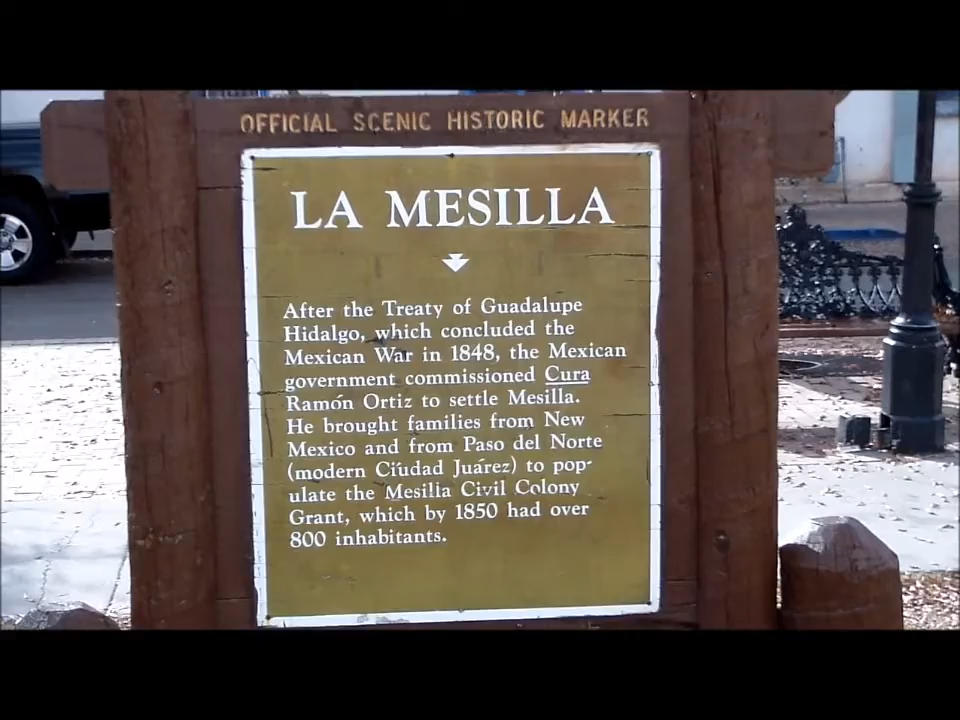 OFFICIAL SCENIC HISTORIC MARKER
LA MESILLA
After the Treaty of Guadalupe
Hidalgo, which concluded the
Mexican War in 1848, the Mexican
government commissioned Cura
Ramón Ortiz to settle Mesilla.
He brought families from New
Mexico and from Paso del Norte
(modern Ciudad Juárez) to pop-
ulate the Mesilla Civil Colony
Grant, which by 1850 had over
800 inhabitants.